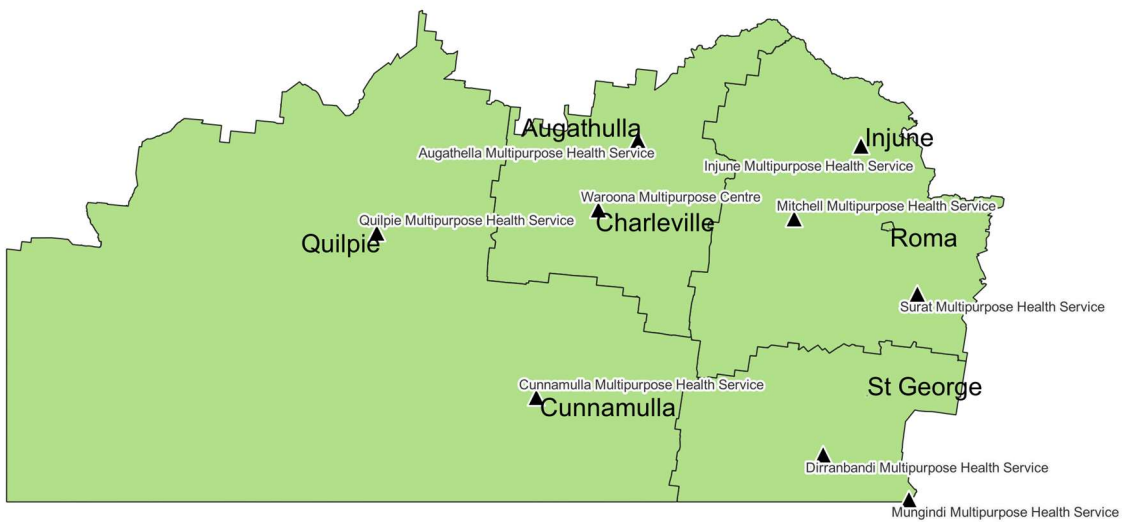 Augathulla
Augathella Multipurpose Health Service
Injune
Injune Multipurpose Health Service
Waroona Multipurpose Centre
Charleville
Mitchell Multipurpose Health Service
Quilpie Multipurpose Health Service
Quilpie
Roma
Surat Multipurpose Health Service
Cunnamulla Multipurpose Health Service
Cunnamulla
St George
Dirranbandi Multipurpose Health Service
Mungindi Multipurpose Health Service